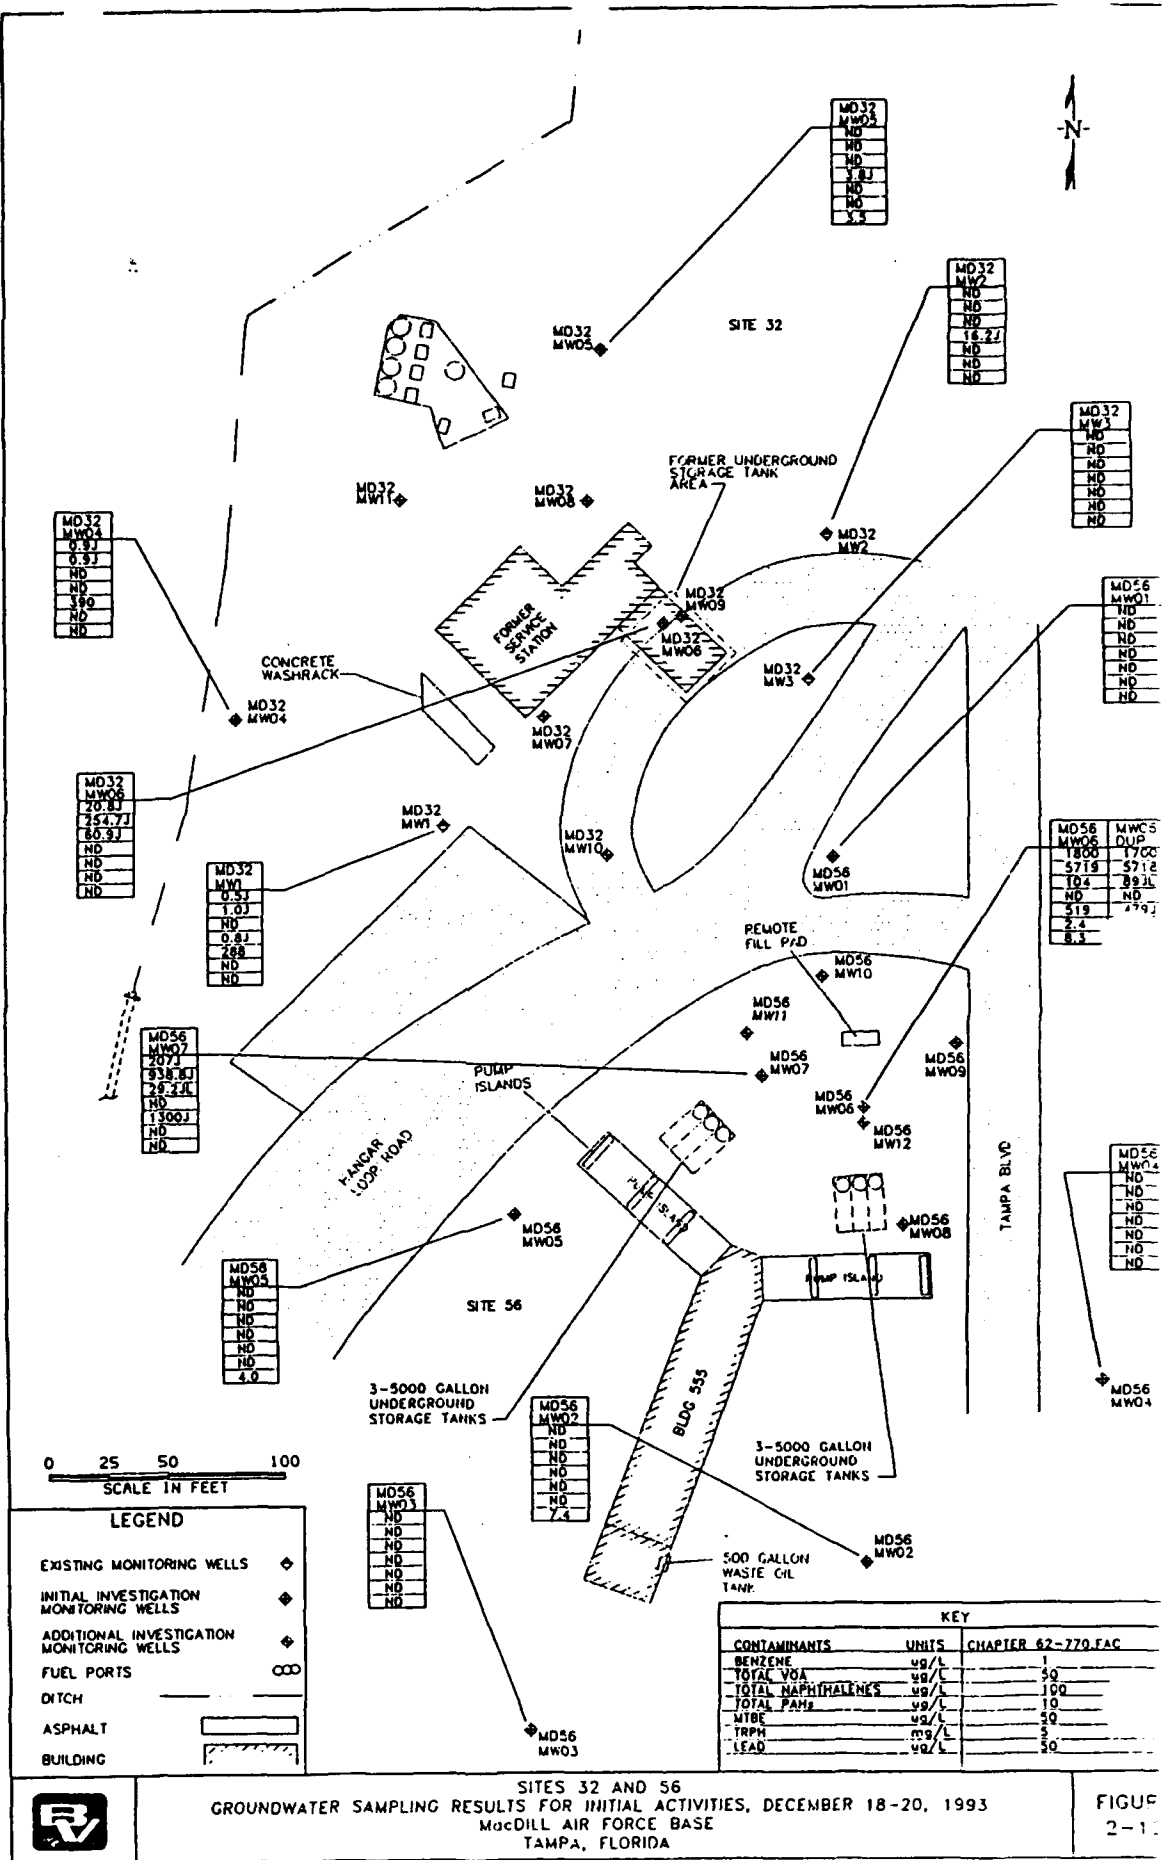 -N-
MD32
MW05
ND
ND
ND
3.8J
ND
ND
3.5
MD32
MW2
ND
ND
ND
16.2J
ND
ND
ND
MD32
MW05
SITE 32
MD32
MW3
ND
ND
ND
ND
ND
ND
ND
FORMER UNDERGROUND
STORAGE TANK
AREA
MD32
MW11
MD32
MW08
MD32
MW2
MD32
MW04
0.9J
0.9J
ND
ND
390
ND
ND
MD32
MW09
MD32
MW06
FORMER
SERVICE
STATION
MD56
MW01
ND
ND
ND
ND
ND
ND
ND
CONCRETE
WASHRACK
MD32
MW3
MD32
MW04
MD32
MW07
MD32
MW06
20.8J
254.7J
60.9J
ND
ND
ND
ND
MD32
MW1
MD32
MW10
MD56
MW01
MD56
MW06
1800
5719
104
ND
519
2.4
8.3
DUP
ND
MD32
MW1
0.5J
1.0J
ND
0.8J
288
ND
ND
REMOTE
FILL PAD
MD56
MW10
MD56
MW11
MD56
MW07
207J
938.8J
29.2JL
ND
1300J
ND
ND
MD56
MW07
MD56
MW09
PUMP
ISLANDS
MD56
MW06
MD56
MW12
HANGAR
LOOP ROAD
TAMPA BLVD
MD56
MW04
ND
ND
ND
ND
ND
ND
ND
PUMP ISLAND
MD56
MW05
MD56
MW08
MD56
MW05
ND
ND
ND
ND
ND
ND
4.0
PUMP ISLAND
SITE 56
BLDG 555
3-5000 GALLON
UNDERGROUND
STORAGE TANKS
MD56
MW02
ND
ND
ND
ND
ND
ND
7.4
MD56
MW04
3-5000 GALLON
UNDERGROUND
STORAGE TANKS
0 25 50 100
SCALE IN FEET
MD56
MW03
ND
ND
ND
ND
ND
ND
ND
500 GALLON
WASTE OIL
TANK
MD56
MW02
MD56
MW03
LEGEND
EXISTING MONITORING WELLS
INITIAL INVESTIGATION
MONITORING WELLS
ADDITIONAL INVESTIGATION
MONITORING WELLS
FUEL PORTS
DITCH
ASPHALT
BUILDING
KEY
CONTAMINANTS UNITS CHAPTER 62-770.FAC
BENZENE ug/L 1
TOTAL VOA ug/L 50
TOTAL NAPHTHALENES ug/L 100
TOTAL PAHs ug/L 10
MTBE ug/L 50
TRPH mg/L 5
LEAD ug/L 50
BV
SITES 32 AND 56
GROUNDWATER SAMPLING RESULTS FOR INITIAL ACTIVITIES, DECEMBER 18-20, 1993
MacDILL AIR FORCE BASE
TAMPA, FLORIDA
FIGUR
2-1